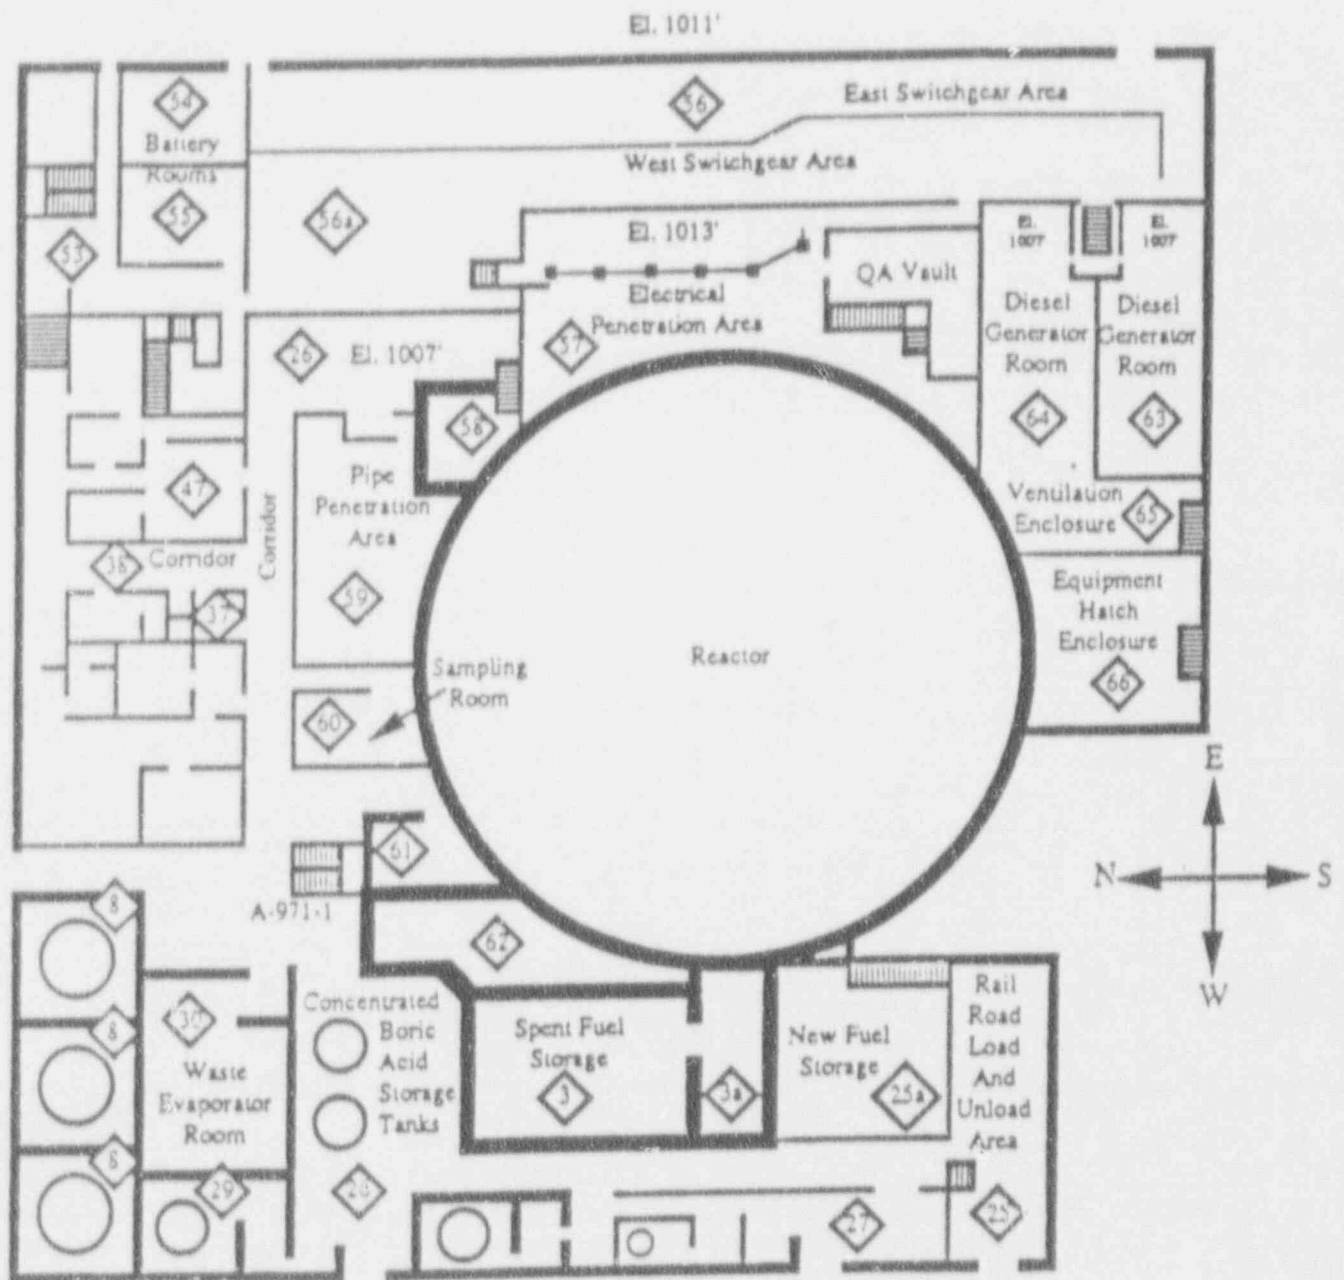 El. 1011'
54
Battery
Rooms
55
53
56
East Switchgear Area
West Switchgear Area
56a
El. 1013'
Electrical
Penetration Area
57
QA Vault
El.
1007'
El.
1007'
Diesel
Generator
Room
64
Diesel
Generator
Room
63
26
El. 1007'
58
47
Corridor
Pipe
Penetration
Area
59
38
Corridor
37
Ventilation
Enclosure
65
Equipment
Hatch
Enclosure
66
Reactor
Sampling
Room
60
61
E
N
S
W
A-971-1
62
8
8
8
30
Waste
Evaporator
Room
29
Concentrated
Boric
Acid
Storage
Tanks
28
Spent Fuel
Storage
3
3a
New Fuel
Storage
25a
Rail
Road
Load
And
Unload
Area
25
27